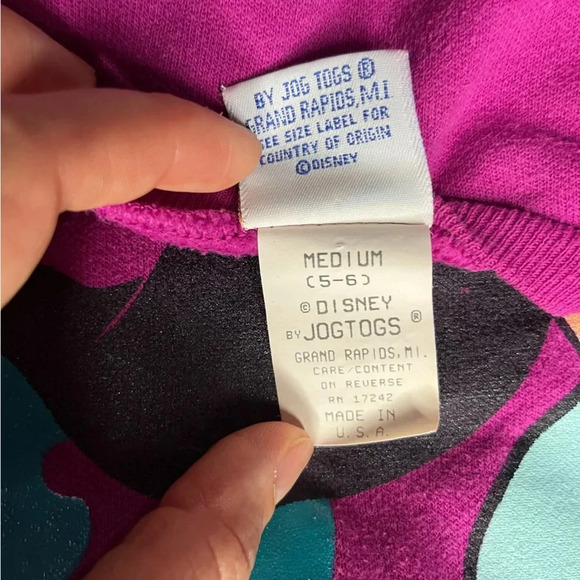 BY JOG TOGS ®
GRAND RAPIDS, M.I.
SEE SIZE LABEL FOR
COUNTRY OF ORIGIN
© DISNEY
MEDIUM
(5-6)
© DISNEY
BY JOGTOGS ®
GRAND RAPIDS, MI.
CARE/CONTENT
ON REVERSE
RN 17242
MADE IN
U.S.A.